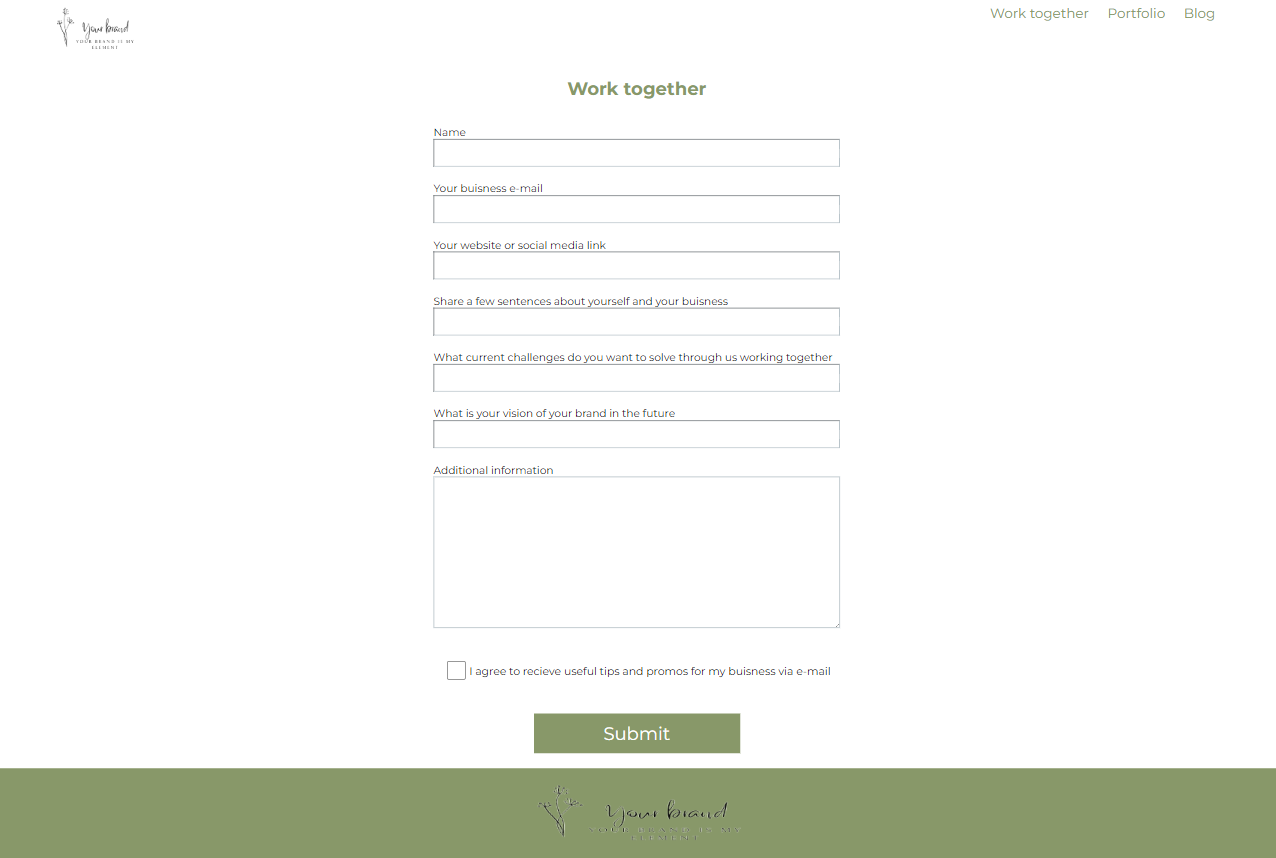 Your brand
YOUR BRAND IS MY
ELEMENT
Work together Portfolio Blog
Work together
Name
Your buisness e-mail
Your website or social media link
Share a few sentences about yourself and your buisness
What current challenges do you want to solve through us working together
What is your vision of your brand in the future
Additional information
I agree to recieve useful tips and promos for my buisness via e-mail
Submit
Your brand
YOUR BRAND IS MY
ELEMENT